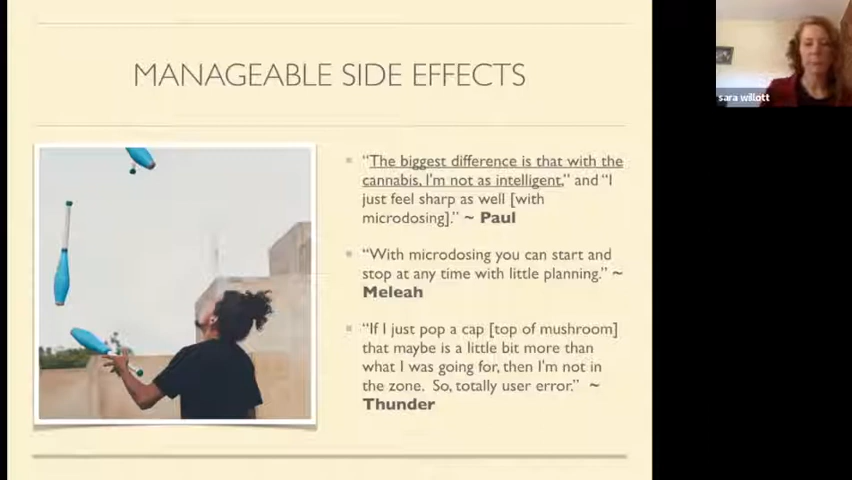 MANAGEABLE SIDE EFFECTS
sara willott
“The biggest difference is that with the
cannabis, I'm not as intelligent,” and “I
just feel sharp as well [with
microdosing].” ~ Paul
“With microdosing you can start and
stop at any time with little planning.” ~
Meleah
“If I just pop a cap [top of mushroom]
that maybe is a little bit more than
what I was going for, then I'm not in
the zone. So, totally user error.” ~
Thunder